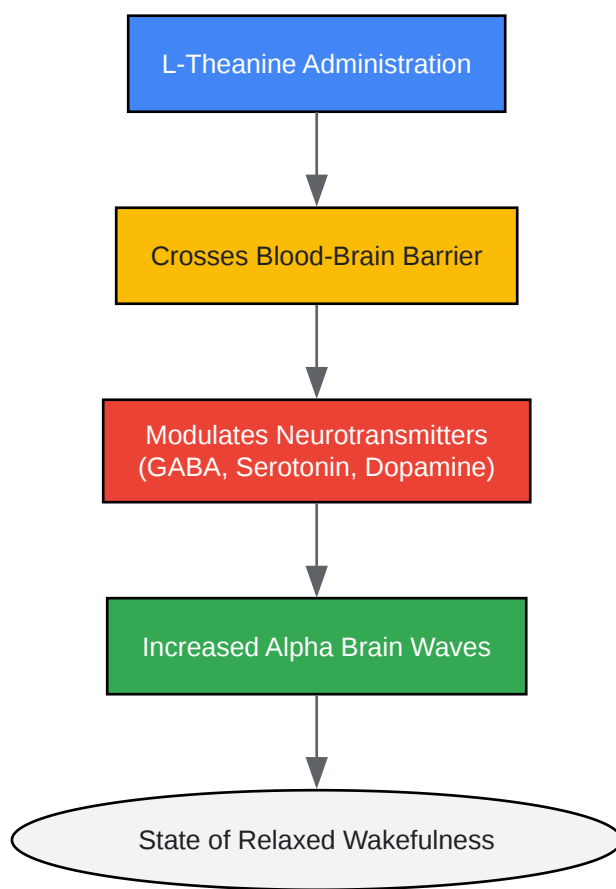 L-Theanine Administration
Crosses Blood-Brain Barrier
Modulates Neurotransmitters
(GABA, Serotonin, Dopamine)
Increased Alpha Brain Waves
State of Relaxed Wakefulness